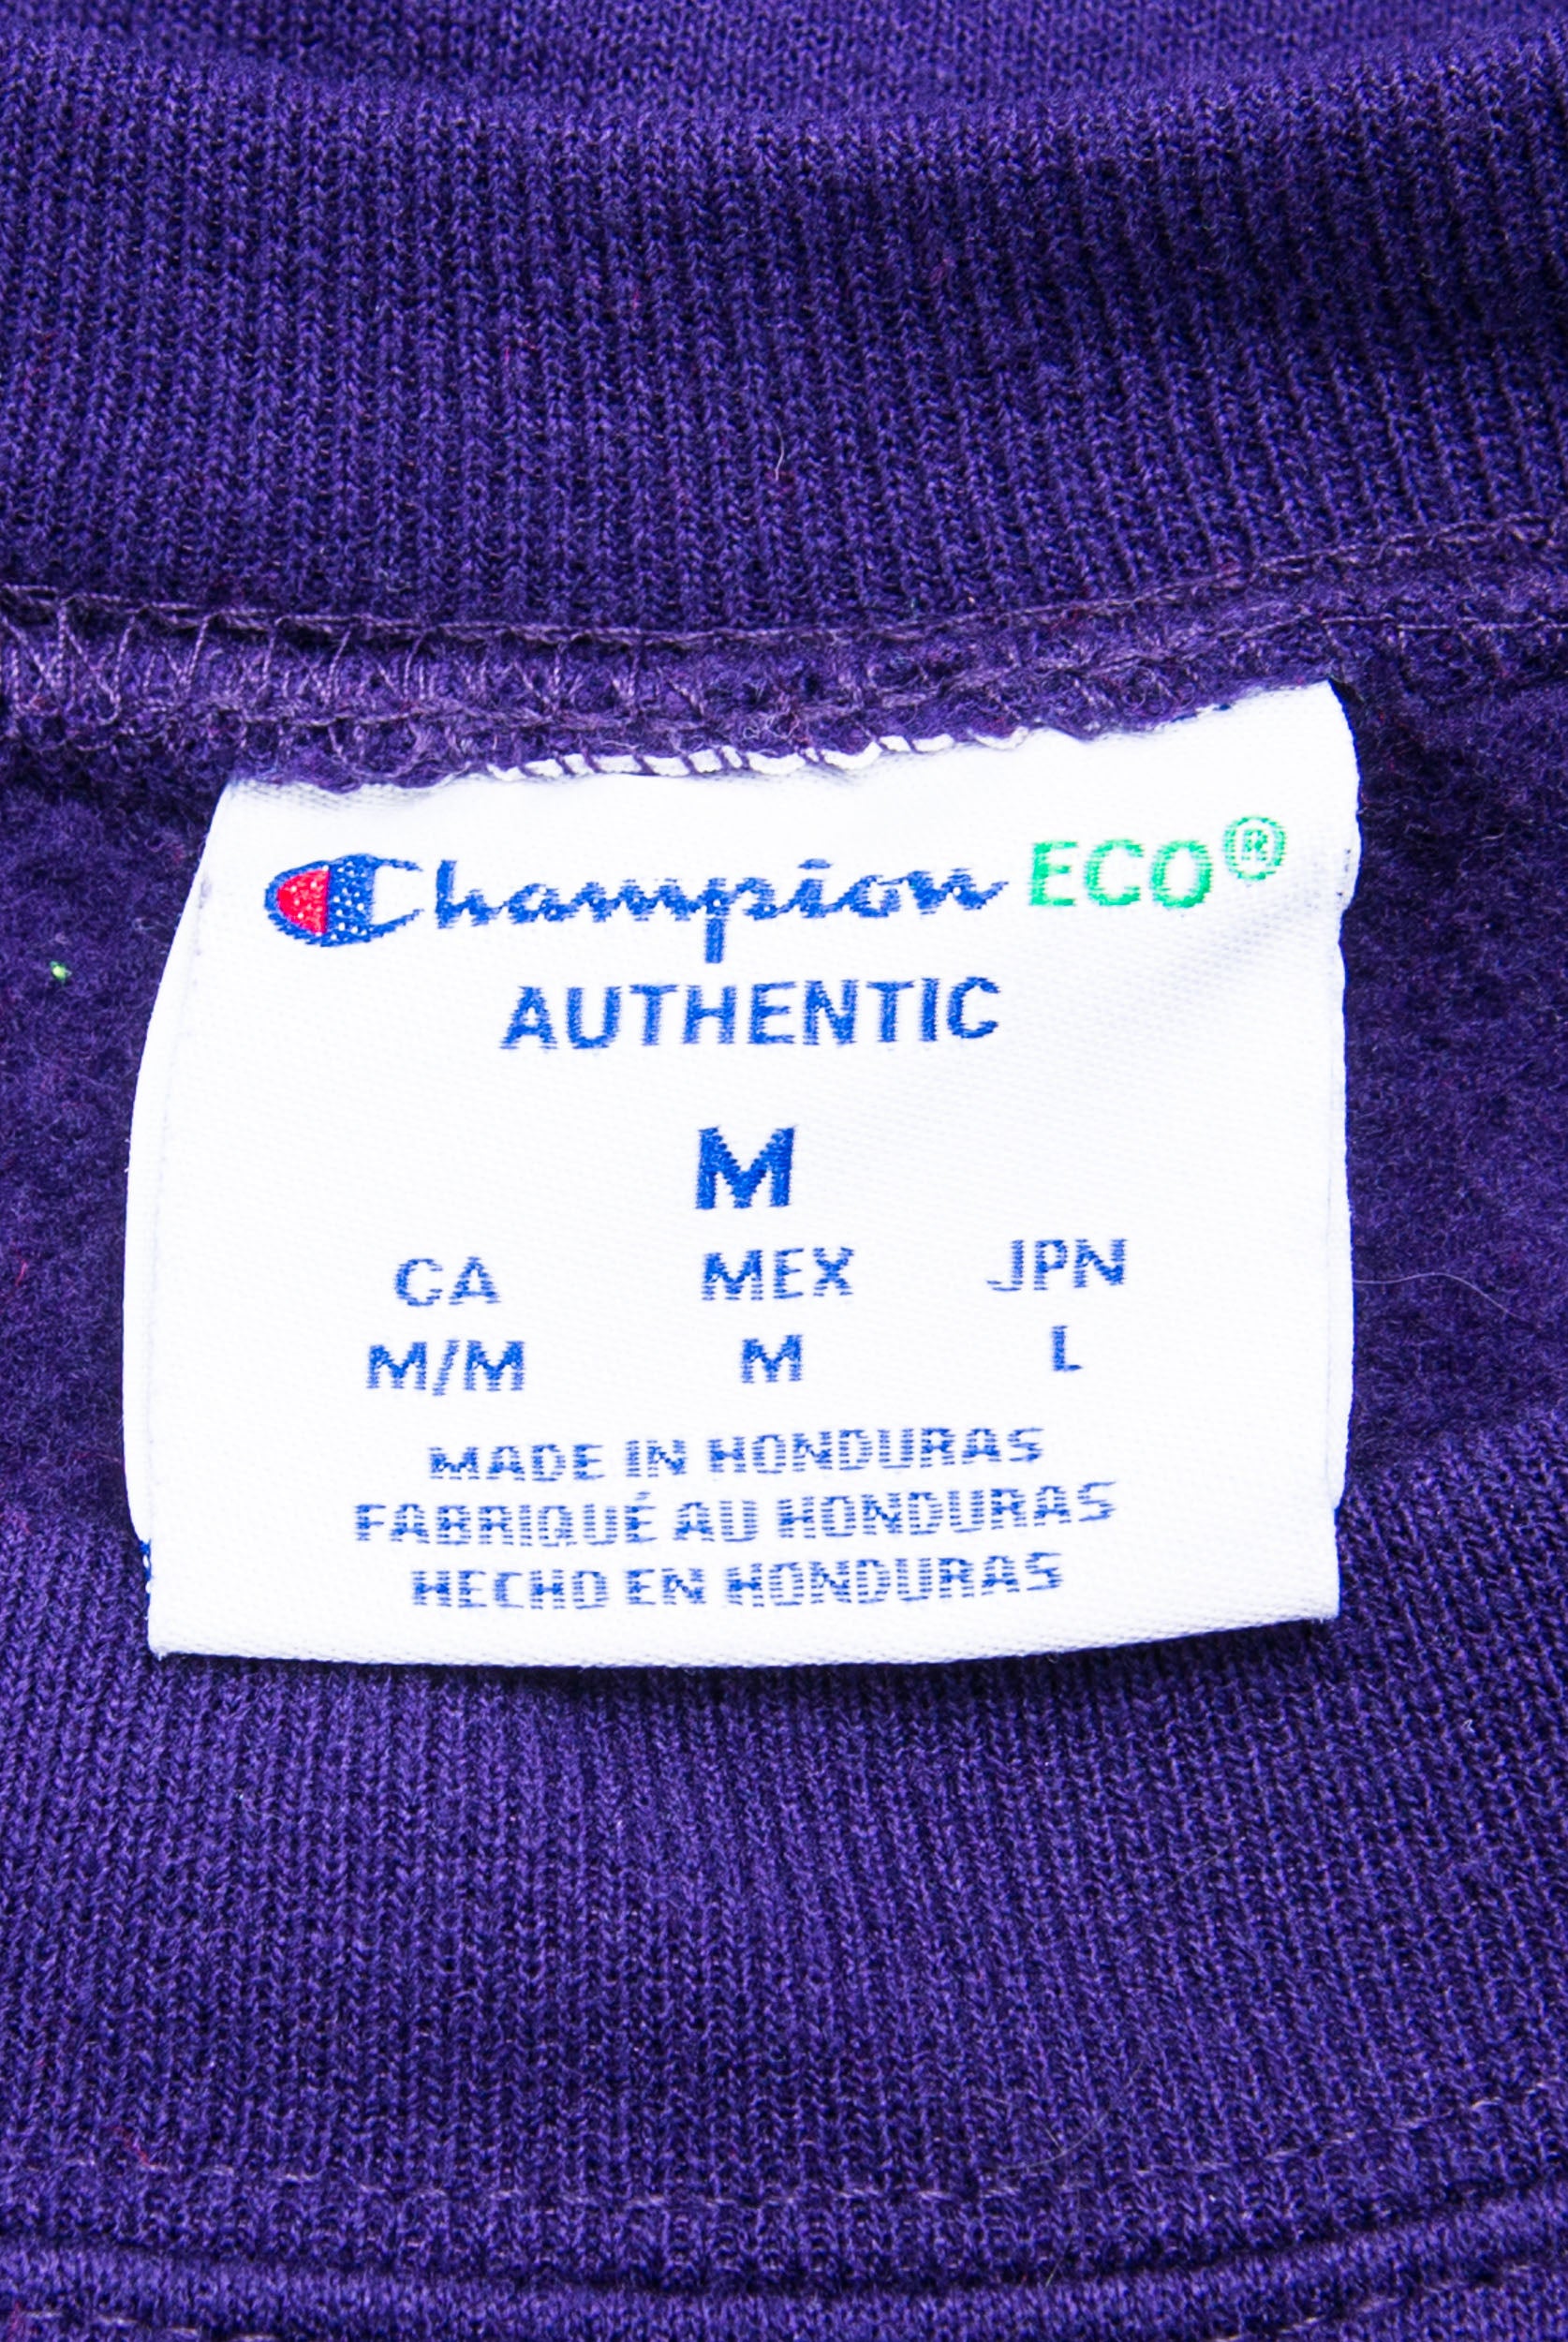 Champion ECO®
AUTHENTIC
M
CA MEX JPN
M/M M L
MADE IN HONDURAS
FABRIQUÉ AU HONDURAS
HECHO EN HONDURAS